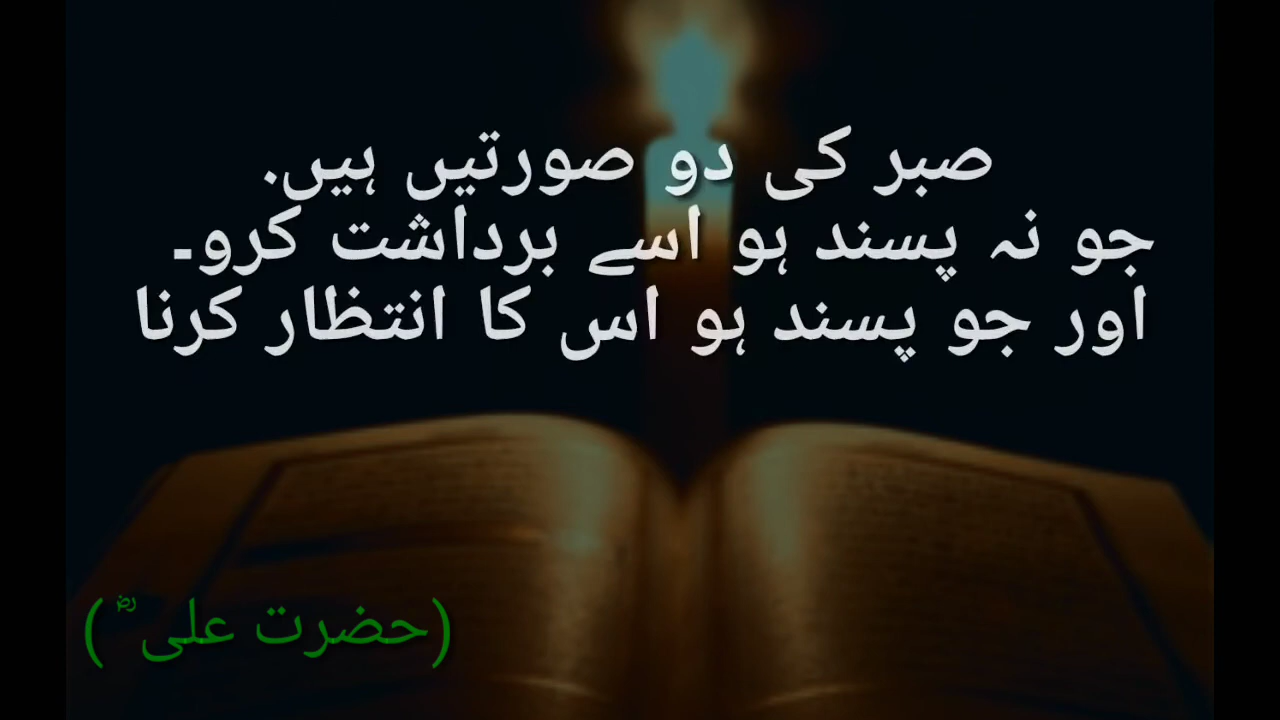 صبر کی دو صورتیں ہیں.
جو نہ پسند ہو اسے برداشت کرو۔
اور جو پسند ہو اس کا انتظار کرنا
(حضرت علی ؓ)